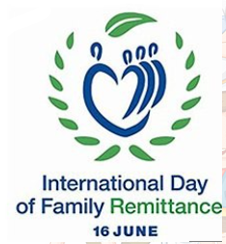 International Day
of Family Remittance
16 JUNE